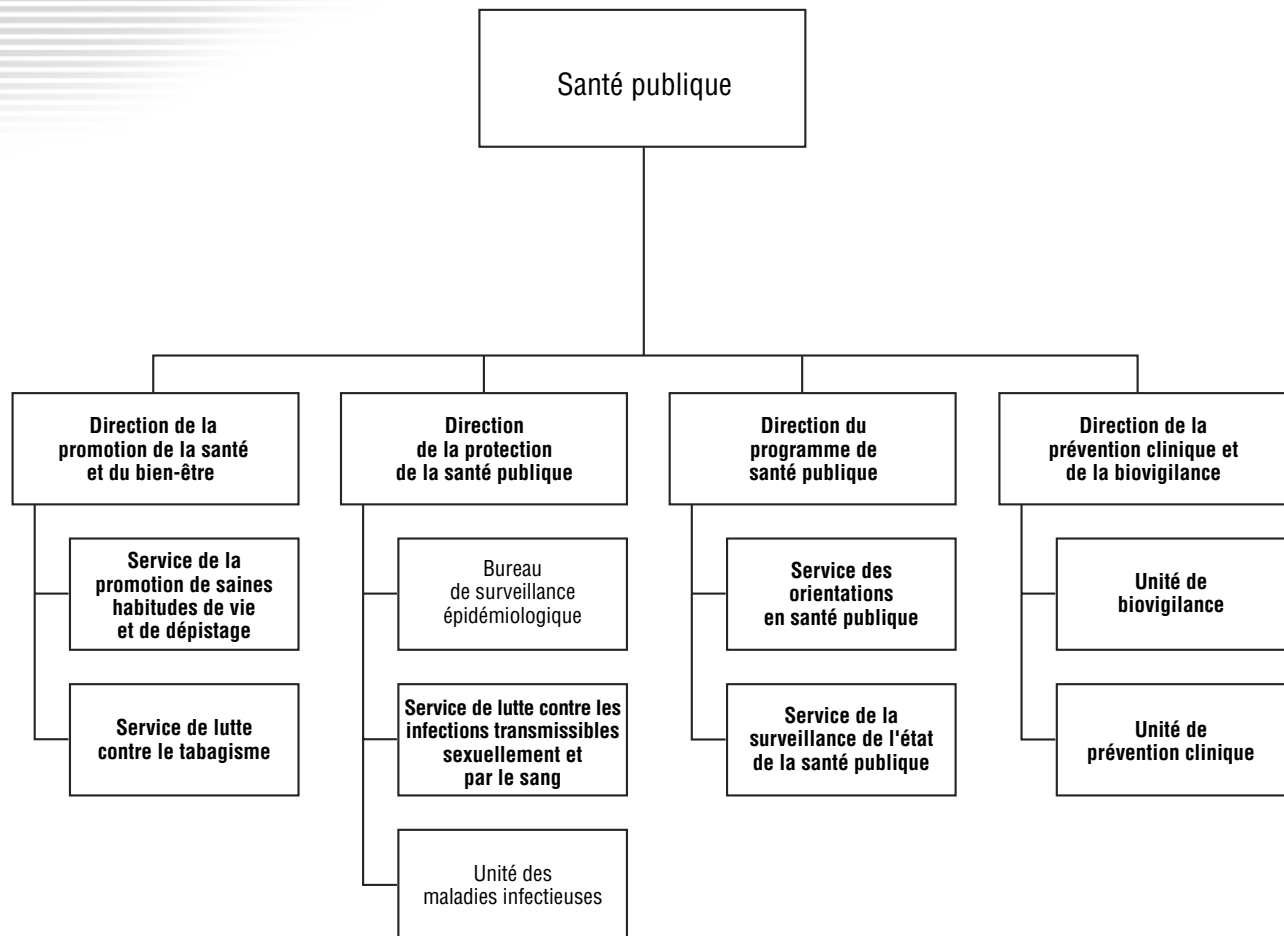 Santé publique
Direction de la
promotion de la santé
et du bien-être
Service de la
promotion de saines
habitudes de vie
et de dépistage
Service de lutte
contre le tabagisme
Direction
de la protection
de la santé publique
Bureau
de surveillance
épidémiologique
Service de lutte contre les
infections transmissibles
sexuellement et
par le sang
Unité des
maladies infectieuses
Direction du
programme de
santé publique
Service des
orientations
en santé publique
Service de la
surveillance de l'état
de la santé publique
Direction de la
prévention clinique et
de la biovigilance
Unité de
biovigilance
Unité de
prévention clinique